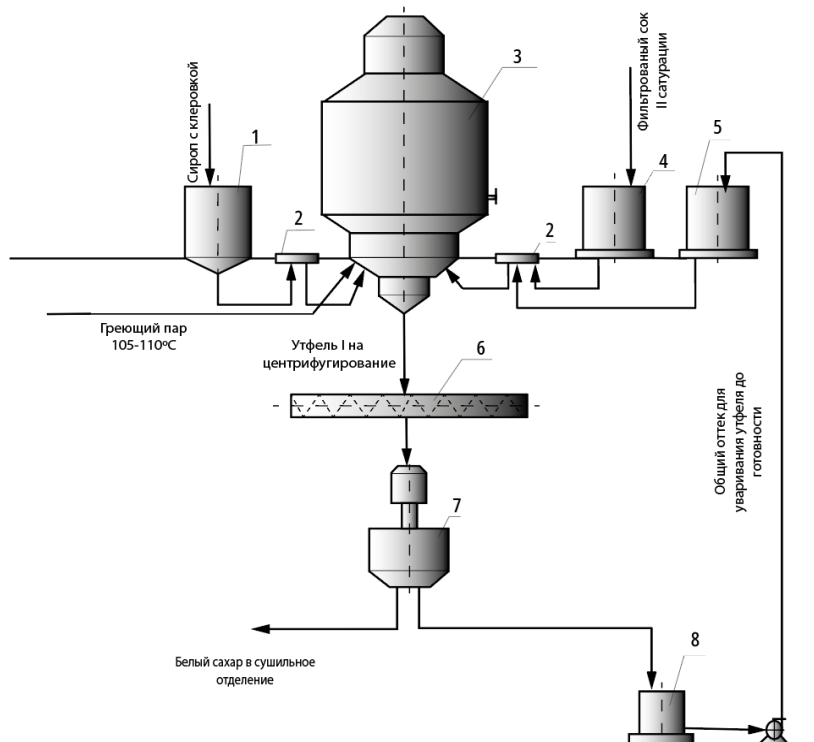 Сироп с клеровкой
1
2
3
Фильтрованый сок
II сатурации
4
5
2
Греющий пар
105-110ºС
Утфель I на
центрифугирование
6
Общий оттек для
уваривания утфеля до
готовности
7
Белый сахар в сушильное
отделение
8